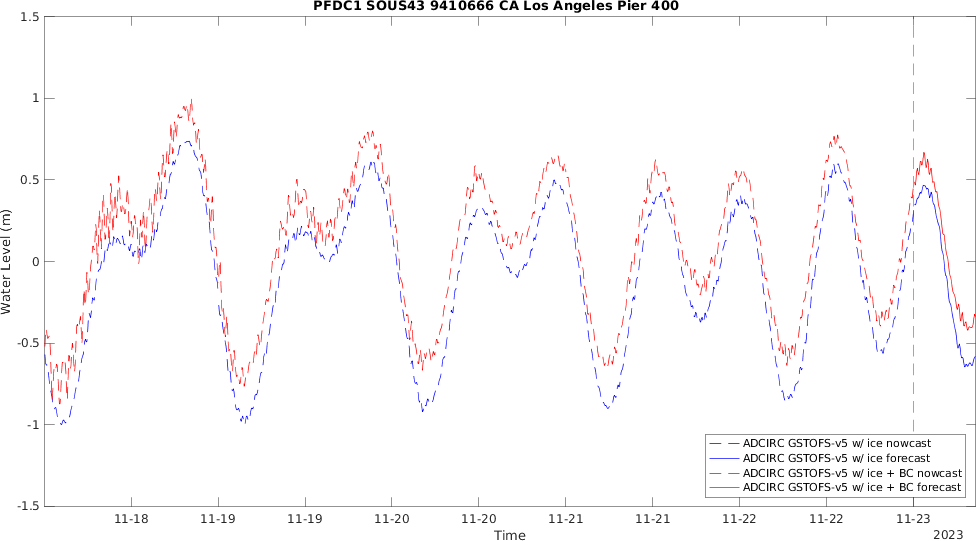 PFDC1 SOUS43 9410666 CA Los Angeles Pier 400
1.5
1
0.5
0
-0.5
-1
-1.5
Water Level (m)
ADCIRC GSTOFS-v5 w/ ice nowcast
ADCIRC GSTOFS-v5 w/ ice forecast
ADCIRC GSTOFS-v5 w/ ice + BC nowcast
ADCIRC GSTOFS-v5 w/ ice + BC forecast
11-18 11-19 11-19 11-20 11-20 11-21 11-21 11-22 11-22 11-23
Time
2023